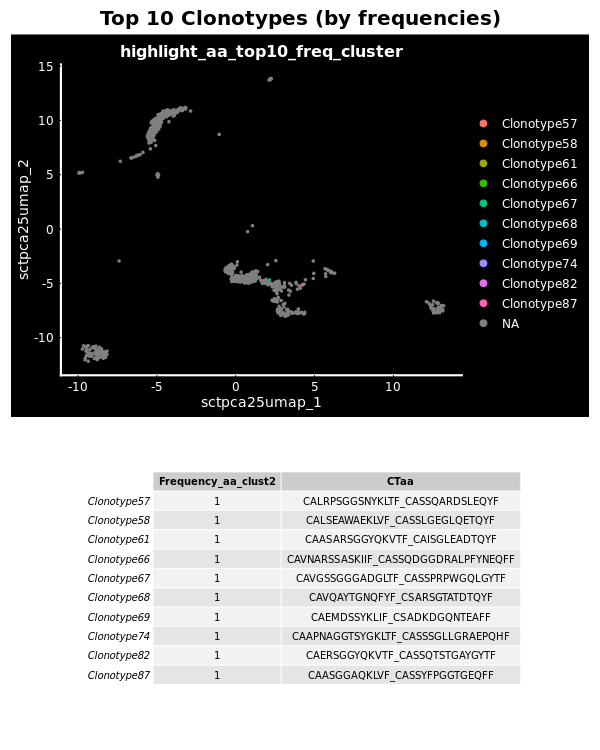 Top 10 Clonotypes (by frequencies)
highlight_aa_top10_freq_cluster
15
10
5
0
-5
-10
sctpca25umap_2
-10 -5 0 5 10
sctpca25umap_1
Clonotype57
Clonotype58
Clonotype61
Clonotype66
Clonotype67
Clonotype68
Clonotype69
Clonotype74
Clonotype82
Clonotype87
NA
Frequency_aa_clust2 CTaa
Clonotype57 1 CALRPSGGSNYKLTF_CASSQARDSLEQYF
Clonotype58 1 CALSEAWAEKLVF_CASSLGEGLQETQYF
Clonotype61 1 CAASARSGGYQKVTF_CAISGLEADTQYF
Clonotype66 1 CAVNARSSASKIIF_CASSQDGGDRALPFYNEQFF
Clonotype67 1 CAVGSSGGGADGLTF_CASSPRPWGQLGYTF
Clonotype68 1 CAVQAYTGNQFYF_CSARSGTATDTQYF
Clonotype69 1 CAEMDSSYKLIF_CSADKDGQNTEAFF
Clonotype74 1 CAAPNAGGTSYGKLTF_CASSSGLLGRAEPQHF
Clonotype82 1 CAERSGGYQKVTF_CASSQTSTGAYGYTF
Clonotype87 1 CAASGGAQKLVF_CASSYFPGGTGEQFF